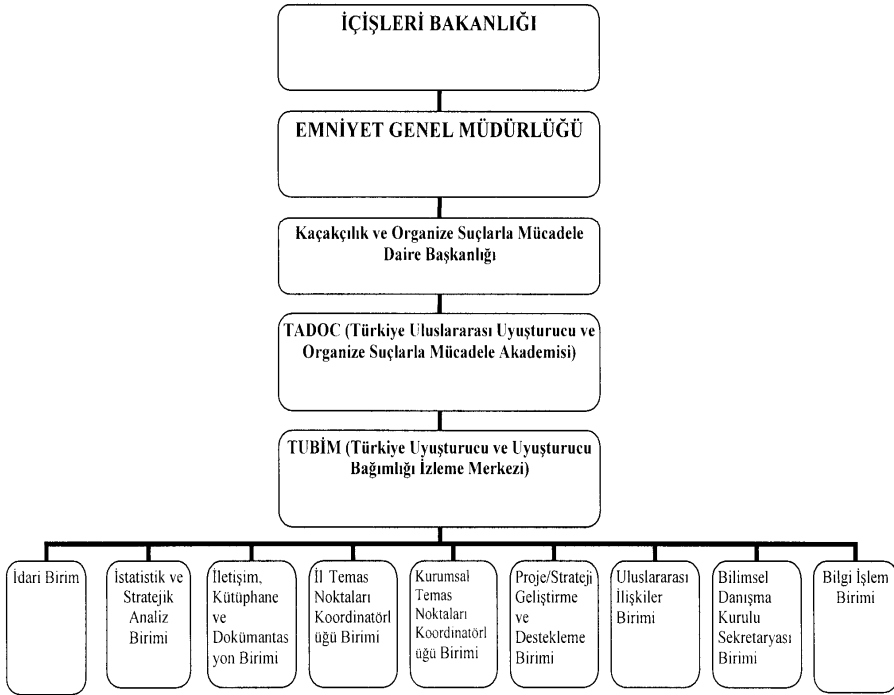 İÇİŞLERİ BAKANLIĞI
EMNİYET GENEL MÜDÜRLÜĞÜ
Kaçakçılık ve Organize Suçlarla Mücadele
Daire Başkanlığı
TADOC (Türkiye Uluslararası Uyuşturucu ve
Organize Suçlarla Mücadele Akademisi)
TUBİM (Türkiye Uyuşturucu ve Uyuşturucu
Bağımlığı İzleme Merkezi)
İdari Birim
İstatistik ve
Stratejik
Analiz
Birimi
İletişim,
Kütüphane
ve
Dokümantas
yon Birimi
İl Temas
Noktaları
Koordinatörl
üğü Birimi
Kurumsal
Temas
Noktaları
Koordinatörl
üğü Birimi
Proje/Strateji
Geliştirme
ve
Destekleme
Birimi
Uluslararası
İlişkiler
Birimi
Bilimsel
Danışma
Kurulu
Sekretaryası
Birimi
Bilgi İşlem
Birimi